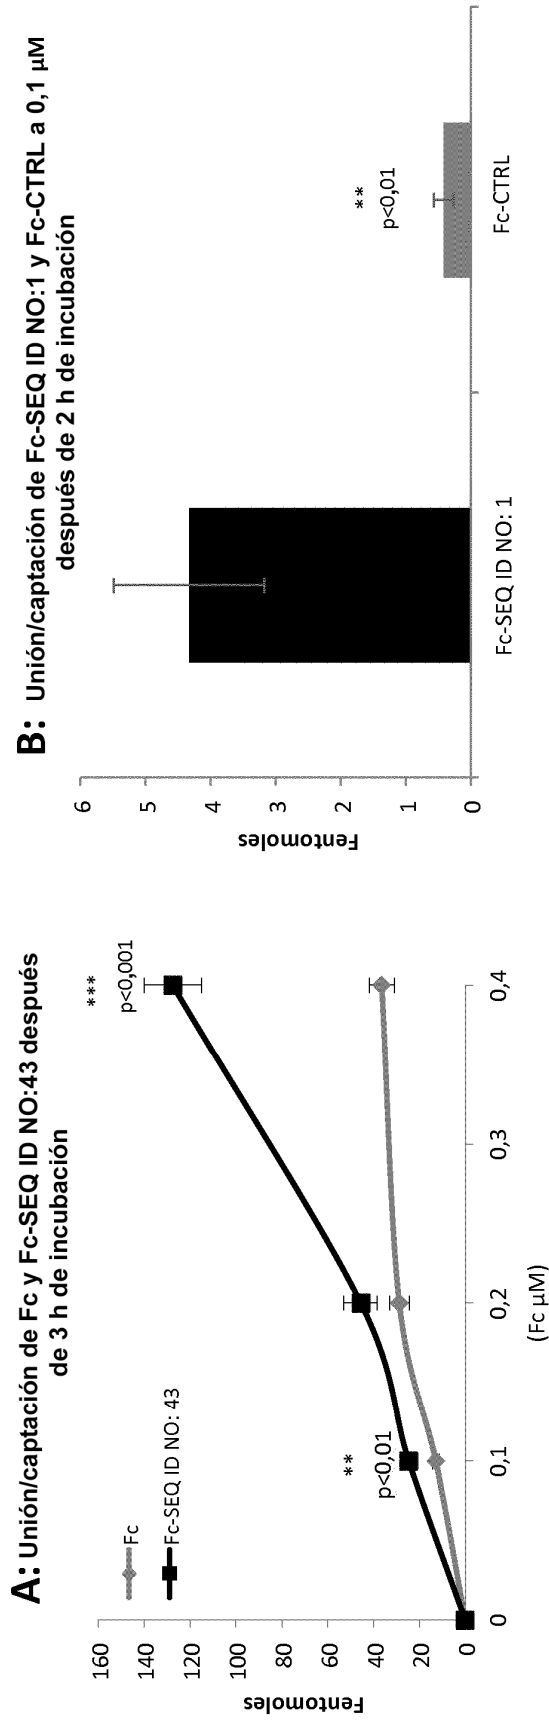 A: Unión/captación de Fc y Fc-SEQ ID NO:43 después
de 3 h de incubación
Fc
Fc-SEQ ID NO: 43
***
p<0,001
**
p<0,01
Fentomoles
160
140
120
100
80
60
40
20
0
0
0,1
0,2
0,3
0,4
(Fc µM)
B: Unión/captación de Fc-SEQ ID NO:1 y Fc-CTRL a 0,1 µM
después de 2 h de incubación
**
p<0,01
Fentomoles
6
5
4
3
2
1
0
Fc-SEQ ID NO: 1
Fc-CTRL